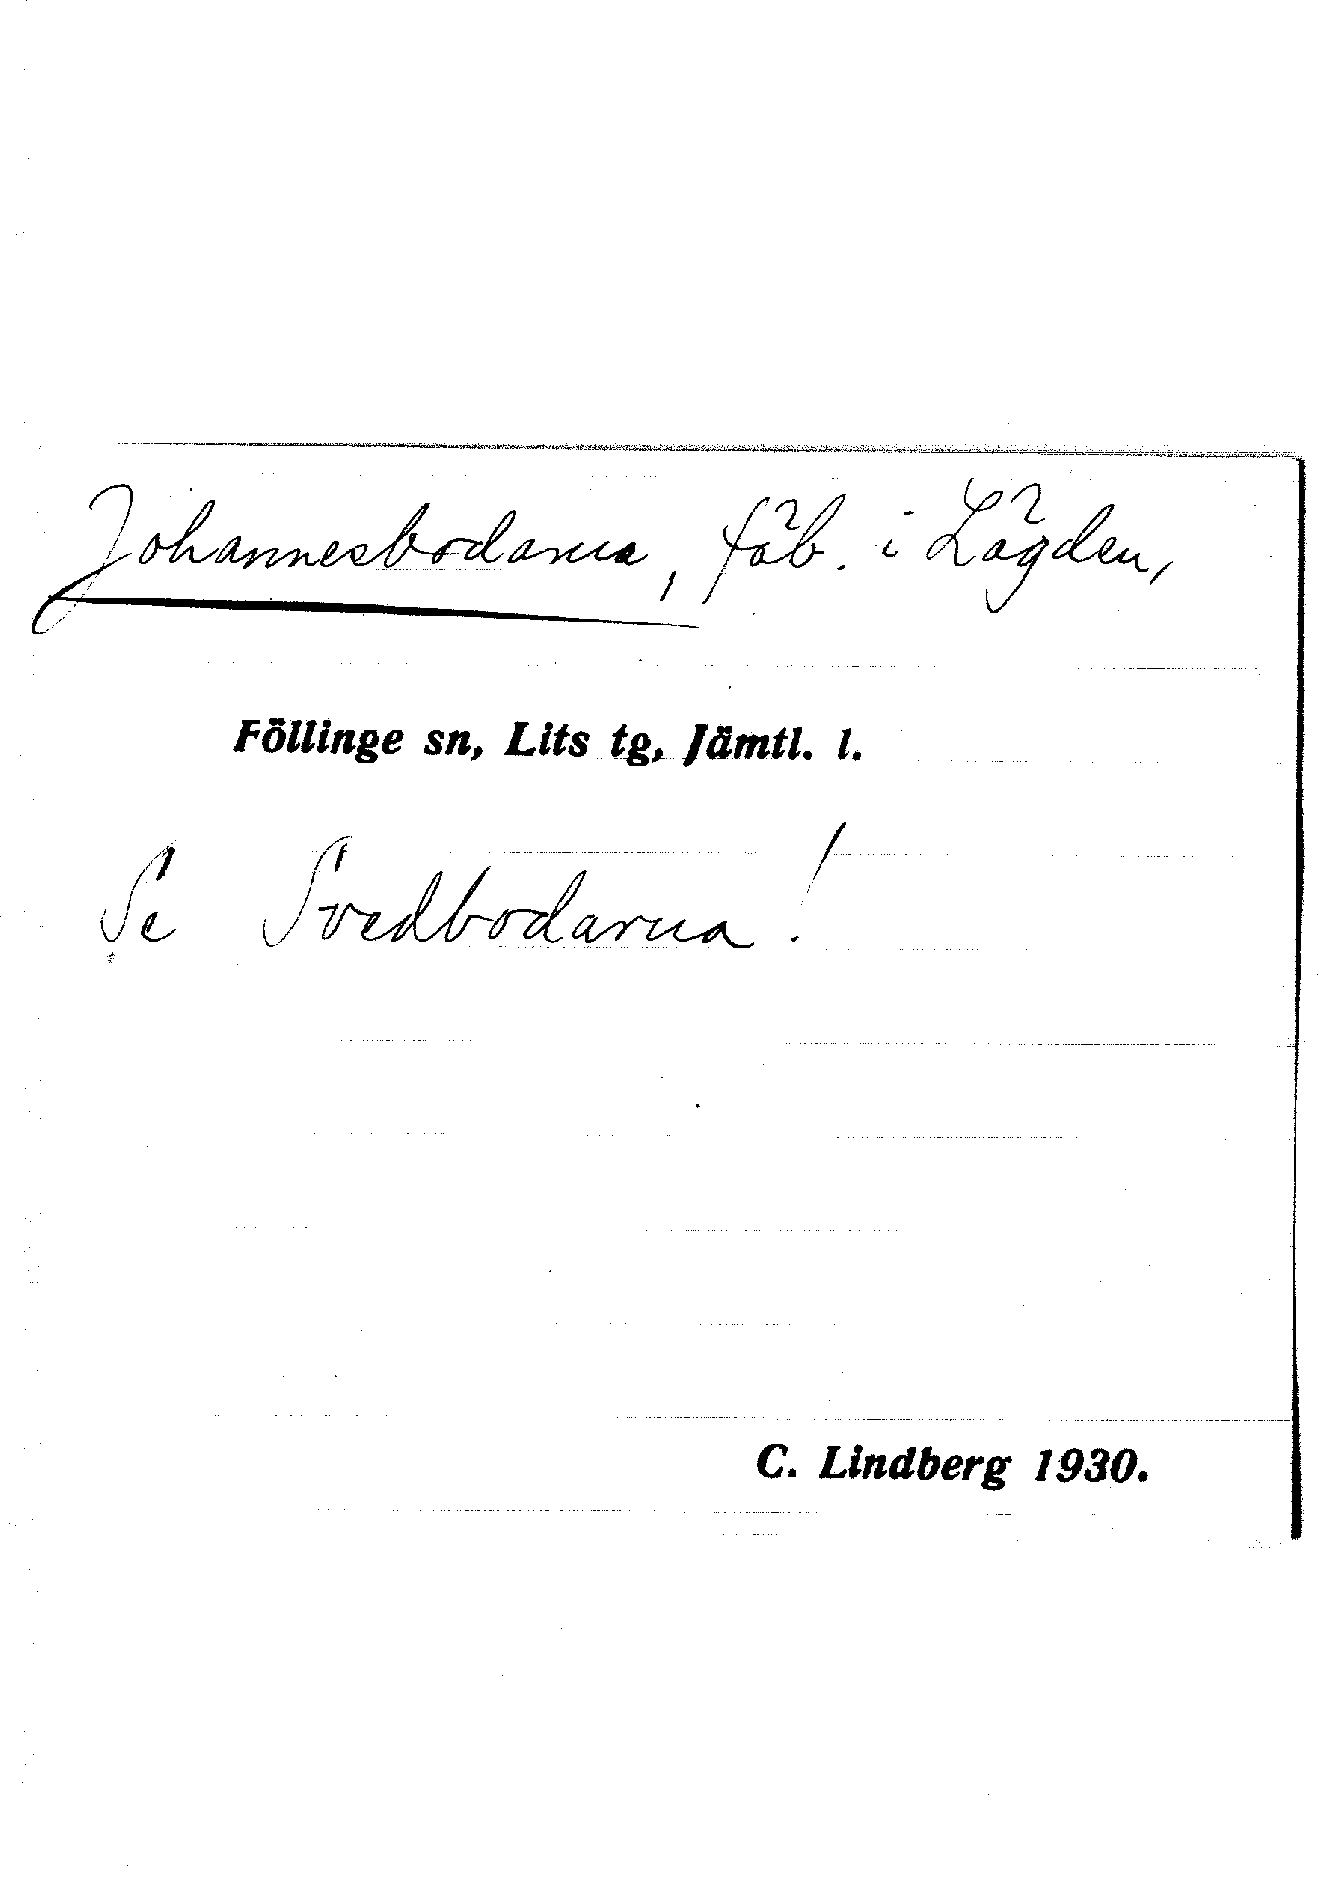 Johannesbodarna, fäb. i Lägden,
Föllinge sn, Lits tg, Jämtl. l.
Se Svedbodarna!
C. Lindberg 1930.